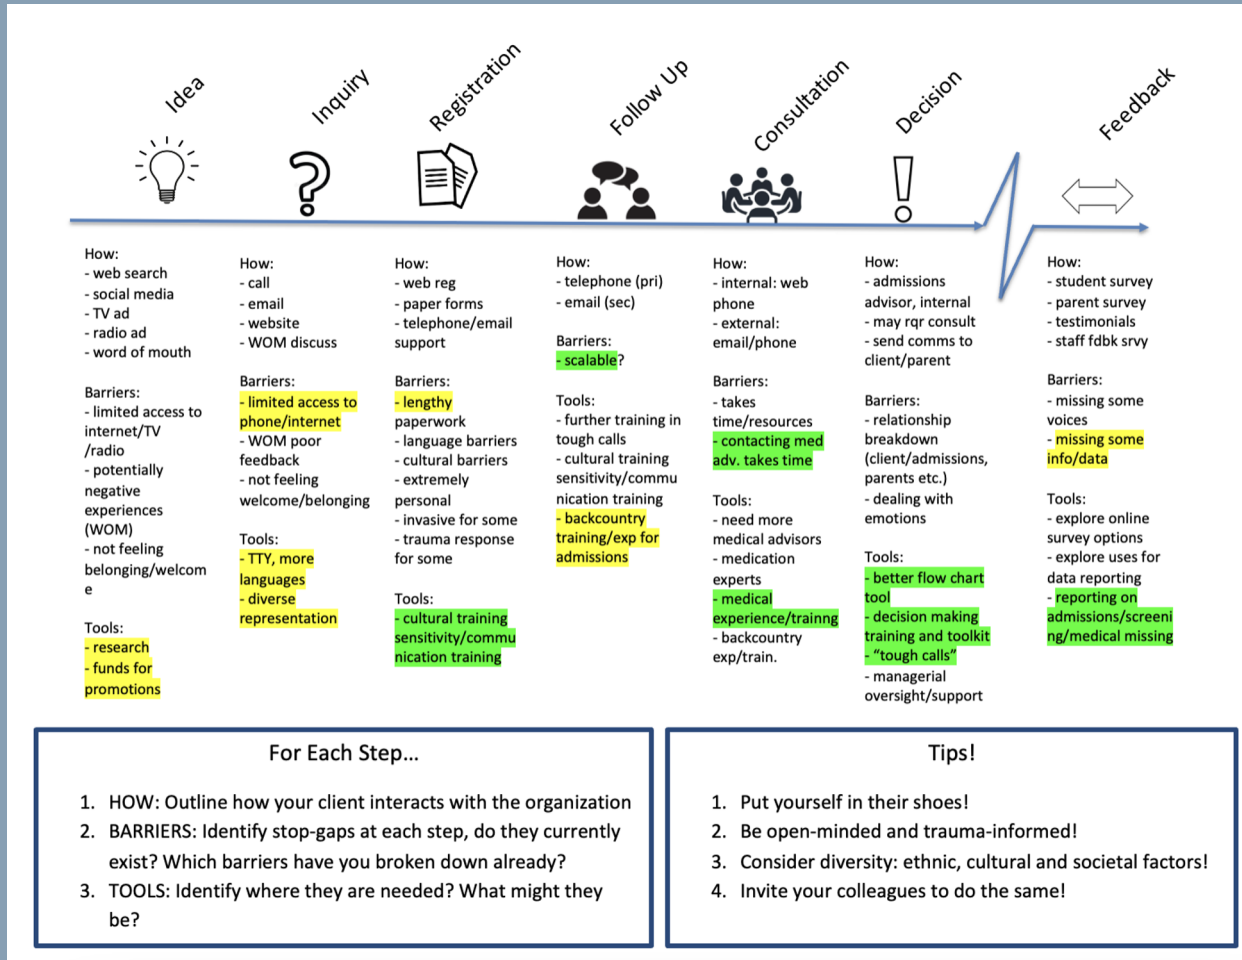 Idea
Inquiry
Registration
Follow Up
Consultation
Decision
Feedback
How:
- web search
- social media
- TV ad
- radio ad
- word of mouth
Barriers:
- limited access to
internet/TV
/radio
- potentially
negative
experiences
(WOM)
- not feeling
belonging/welcom
e
Tools:
- research
- funds for
promotions
How:
- call
- email
- website
- WOM discuss
Barriers:
- limited access to
phone/internet
- WOM poor
feedback
- not feeling
welcome/belonging
Tools:
- TTY, more
languages
- diverse
representation
How:
- web reg
- paper forms
- telephone/email
support
Barriers:
- lengthy
paperwork
- language barriers
- cultural barriers
- extremely
personal
- invasive for some
- trauma response
for some
Tools:
- cultural training
sensitivity/commu
nication training
How:
- telephone (pri)
- email (sec)
Barriers:
- scalable?
Tools:
- further training in
tough calls
- cultural training
sensitivity/commu
nication training
- backcountry
training/exp for
admissions
How:
- internal: web
phone
- external:
email/phone
Barriers:
- takes
time/resources
- contacting med
adv. takes time
Tools:
- need more
medical advisors
- medication
experts
- medical
experience/trainng
- backcountry
exp/train.
How:
- admissions
advisor, internal
- may rqr consult
- send comms to
client/parent
Barriers:
- relationship
breakdown
(client/admissions,
parents etc.)
- dealing with
emotions
Tools:
- better flow chart
tool
- decision making
training and toolkit
- “tough calls”
- managerial
oversight/support
How:
- student survey
- parent survey
- testimonials
- staff fdbk srvy
Barriers:
- missing some
voices
- missing some
info/data
Tools:
- explore online
survey options
- explore uses for
data reporting
- reporting on
admissions/screeni
ng/medical missing
For Each Step...
1. HOW: Outline how your client interacts with the organization
2. BARRIERS: Identify stop-gaps at each step, do they currently
exist? Which barriers have you broken down already?
3. TOOLS: Identify where they are needed? What might they
be?
Tips!
1. Put yourself in their shoes!
2. Be open-minded and trauma-informed!
3. Consider diversity: ethnic, cultural and societal factors!
4. Invite your colleagues to do the same!